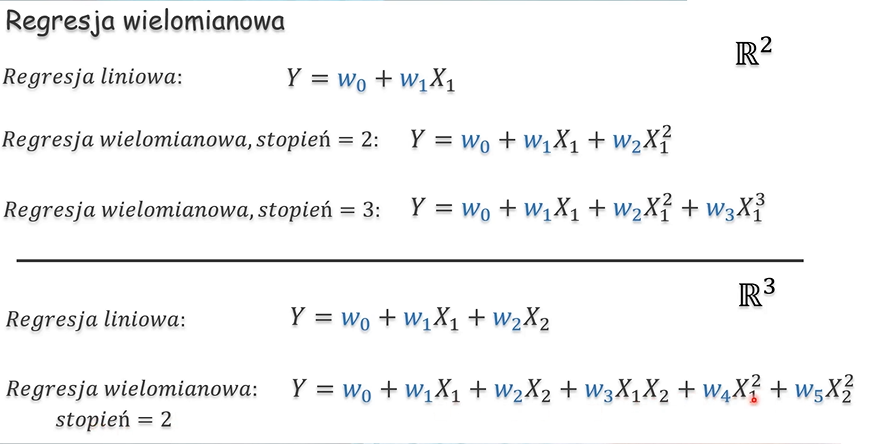 Regresja wielomianowa
ℝ²
Regresja liniowa: Y = w₀ + w₁X₁
Regresja wielomianowa, stopień = 2: Y = w₀ + w₁X₁ + w₂X₁²
Regresja wielomianowa, stopień = 3: Y = w₀ + w₁X₁ + w₂X₁² + w₃X₁³
ℝ³
Regresja liniowa: Y = w₀ + w₁X₁ + w₂X₂
Regresja wielomianowa: Y = w₀ + w₁X₁ + w₂X₂ + w₃X₁X₂ + w₄X₁² + w₅X₂²
stopień = 2